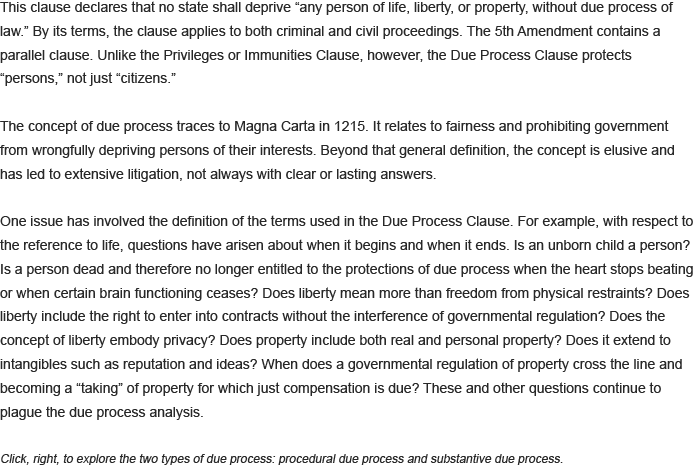 This clause declares that no state shall deprive “any person of life, liberty, or property, without due process of
law.” By its terms, the clause applies to both criminal and civil proceedings. The 5th Amendment contains a
parallel clause. Unlike the Privileges or Immunities Clause, however, the Due Process Clause protects
“persons,” not just “citizens.”
The concept of due process traces to Magna Carta in 1215. It relates to fairness and prohibiting government
from wrongfully depriving persons of their interests. Beyond that general definition, the concept is elusive and
has led to extensive litigation, not always with clear or lasting answers.
One issue has involved the definition of the terms used in the Due Process Clause. For example, with respect to
the reference to life, questions have arisen about when it begins and when it ends. Is an unborn child a person?
Is a person dead and therefore no longer entitled to the protections of due process when the heart stops beating
or when certain brain functioning ceases? Does liberty mean more than freedom from physical restraints? Does
liberty include the right to enter into contracts without the interference of governmental regulation? Does the
concept of liberty embody privacy? Does property include both real and personal property? Does it extend to
intangibles such as reputation and ideas? When does a governmental regulation of property cross the line and
becoming a “taking” of property for which just compensation is due? These and other questions continue to
plague the due process analysis.
Click, right, to explore the two types of due process: procedural due process and substantive due process.